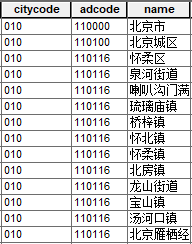 citycode adcode name
010 110000 北京市
010 110100 北京城区
010 110116 怀柔区
010 110116 泉河街道
010 110116 喇叭沟门满
010 110116 琉璃庙镇
010 110116 桥梓镇
010 110116 怀北镇
010 110116 怀柔镇
010 110116 北房镇
010 110116 龙山街道
010 110116 宝山镇
010 110116 汤河口镇
010 110116 北京雁栖经